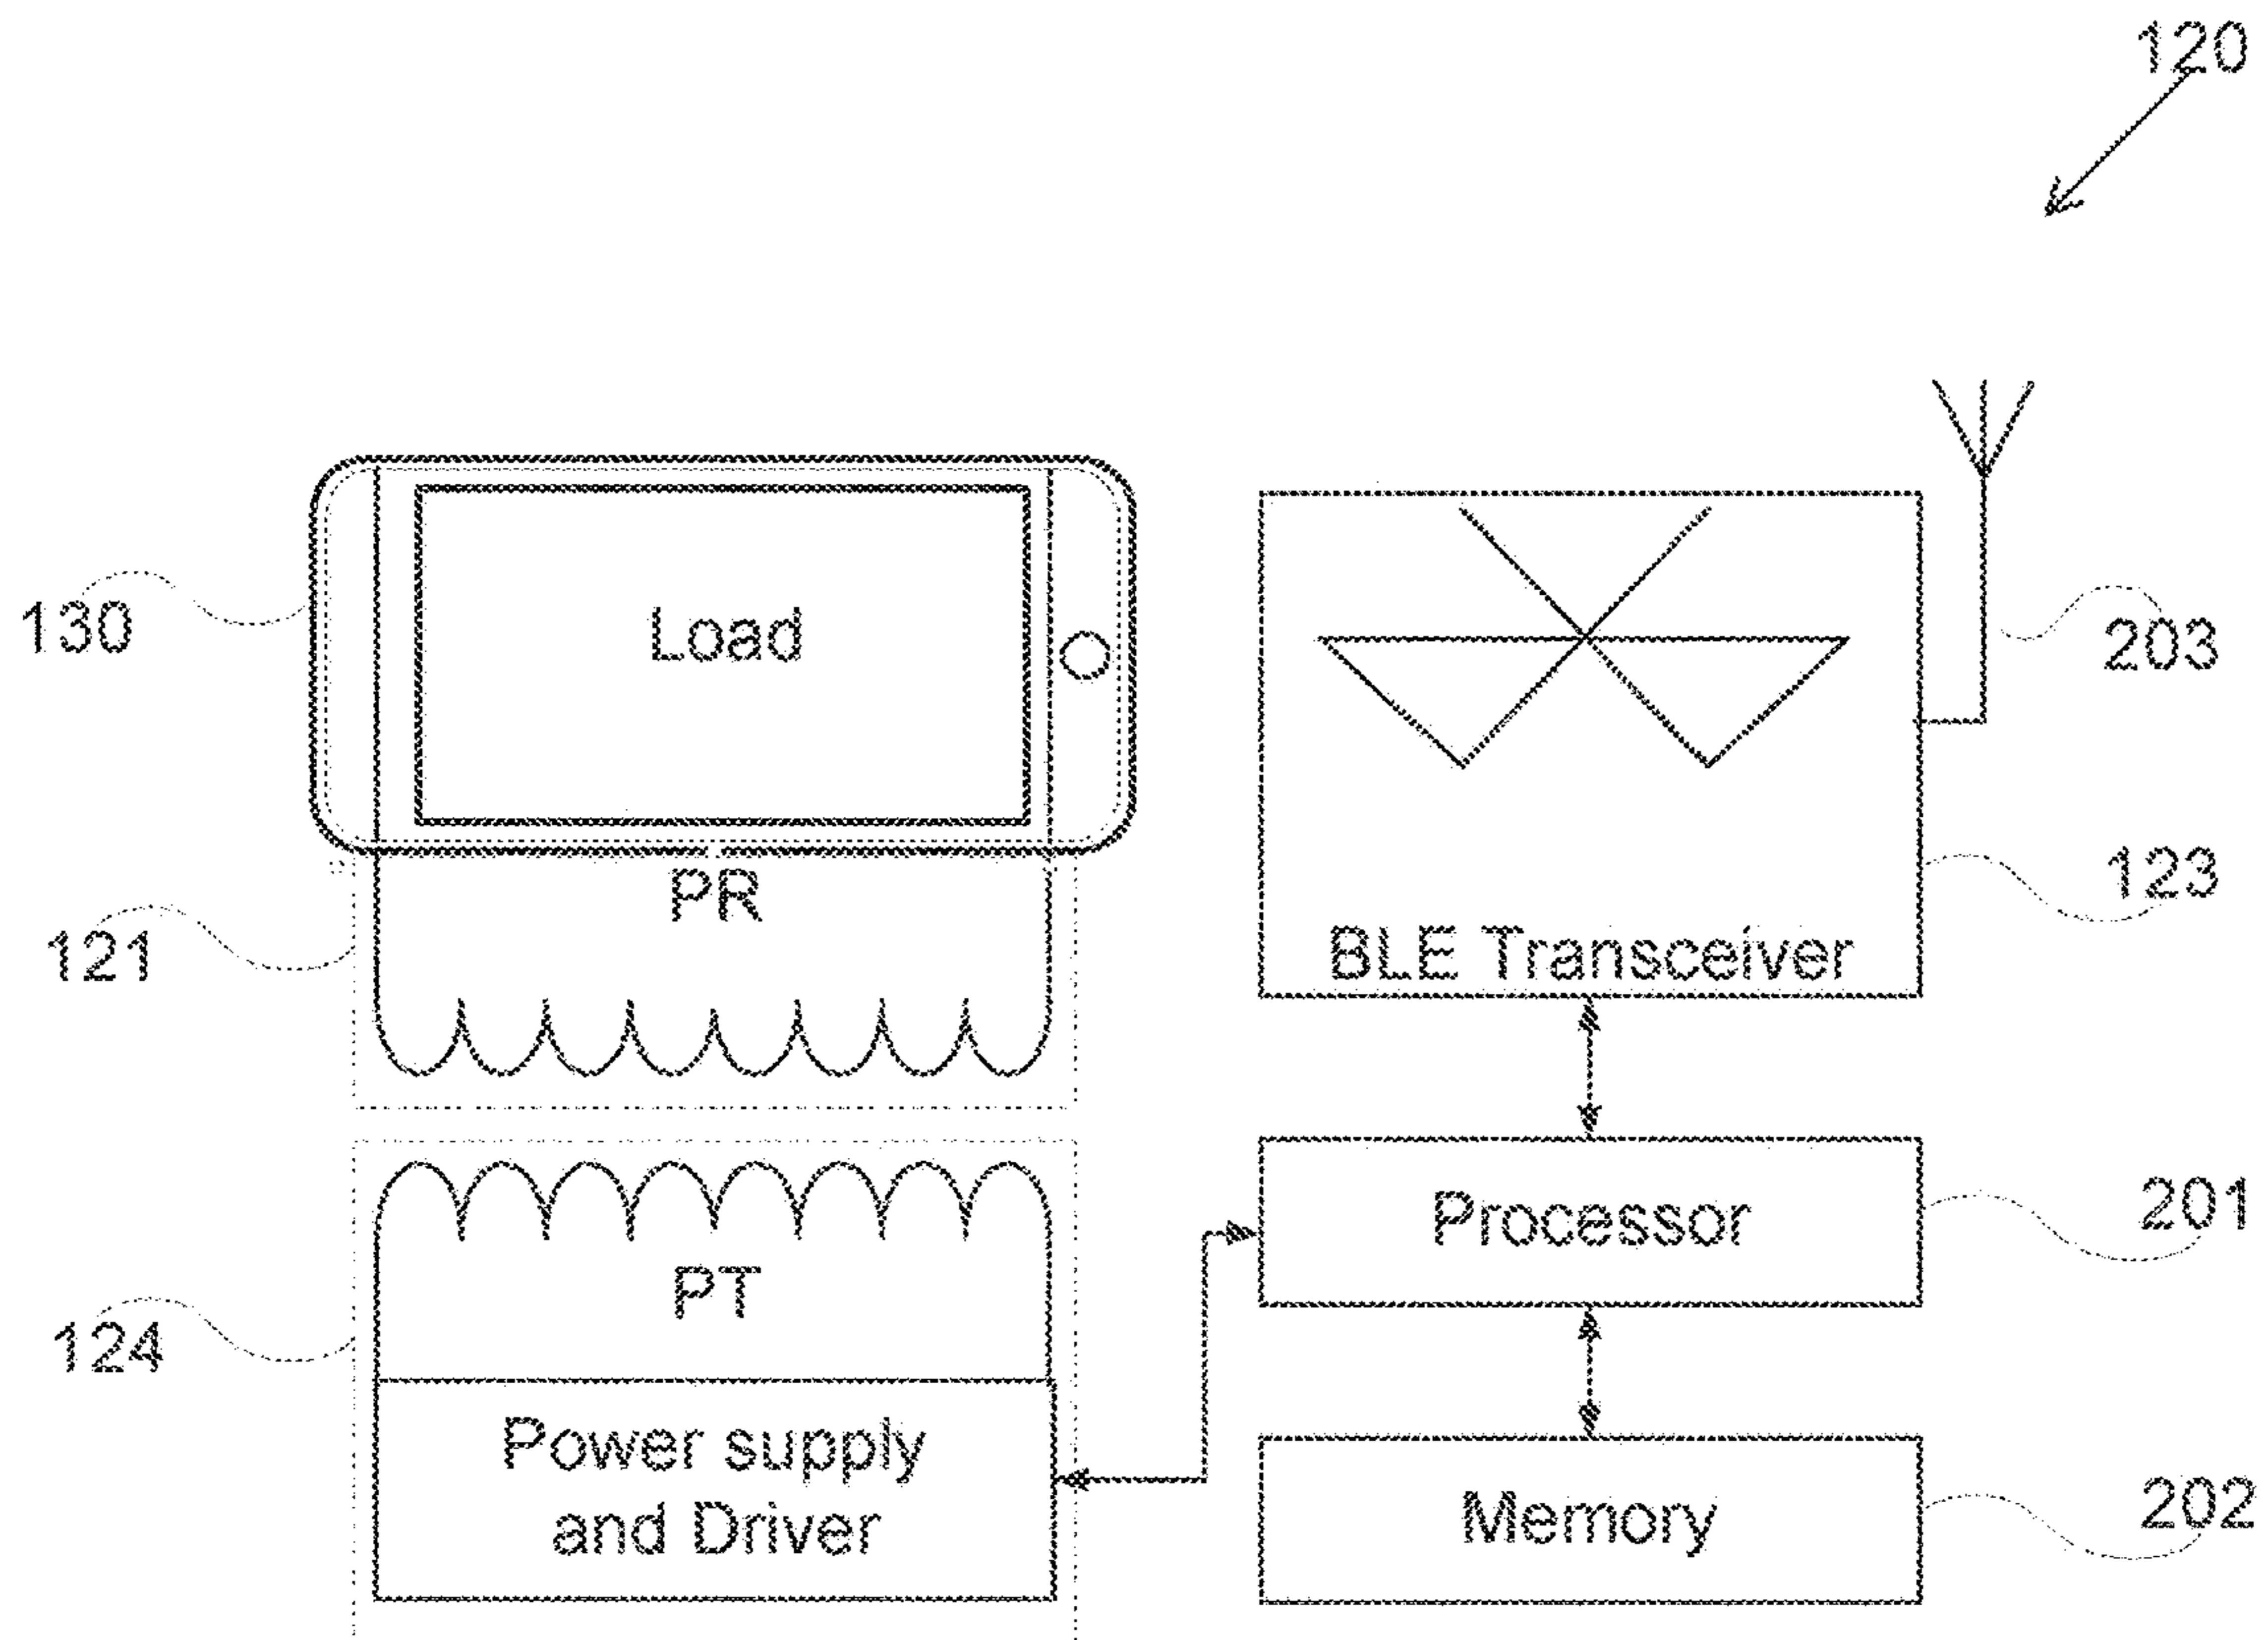 120
Load
130
203
PR
123
121
BLE Transceiver
201
Processor
PT
124
Power supply
and Driver
202
Memory